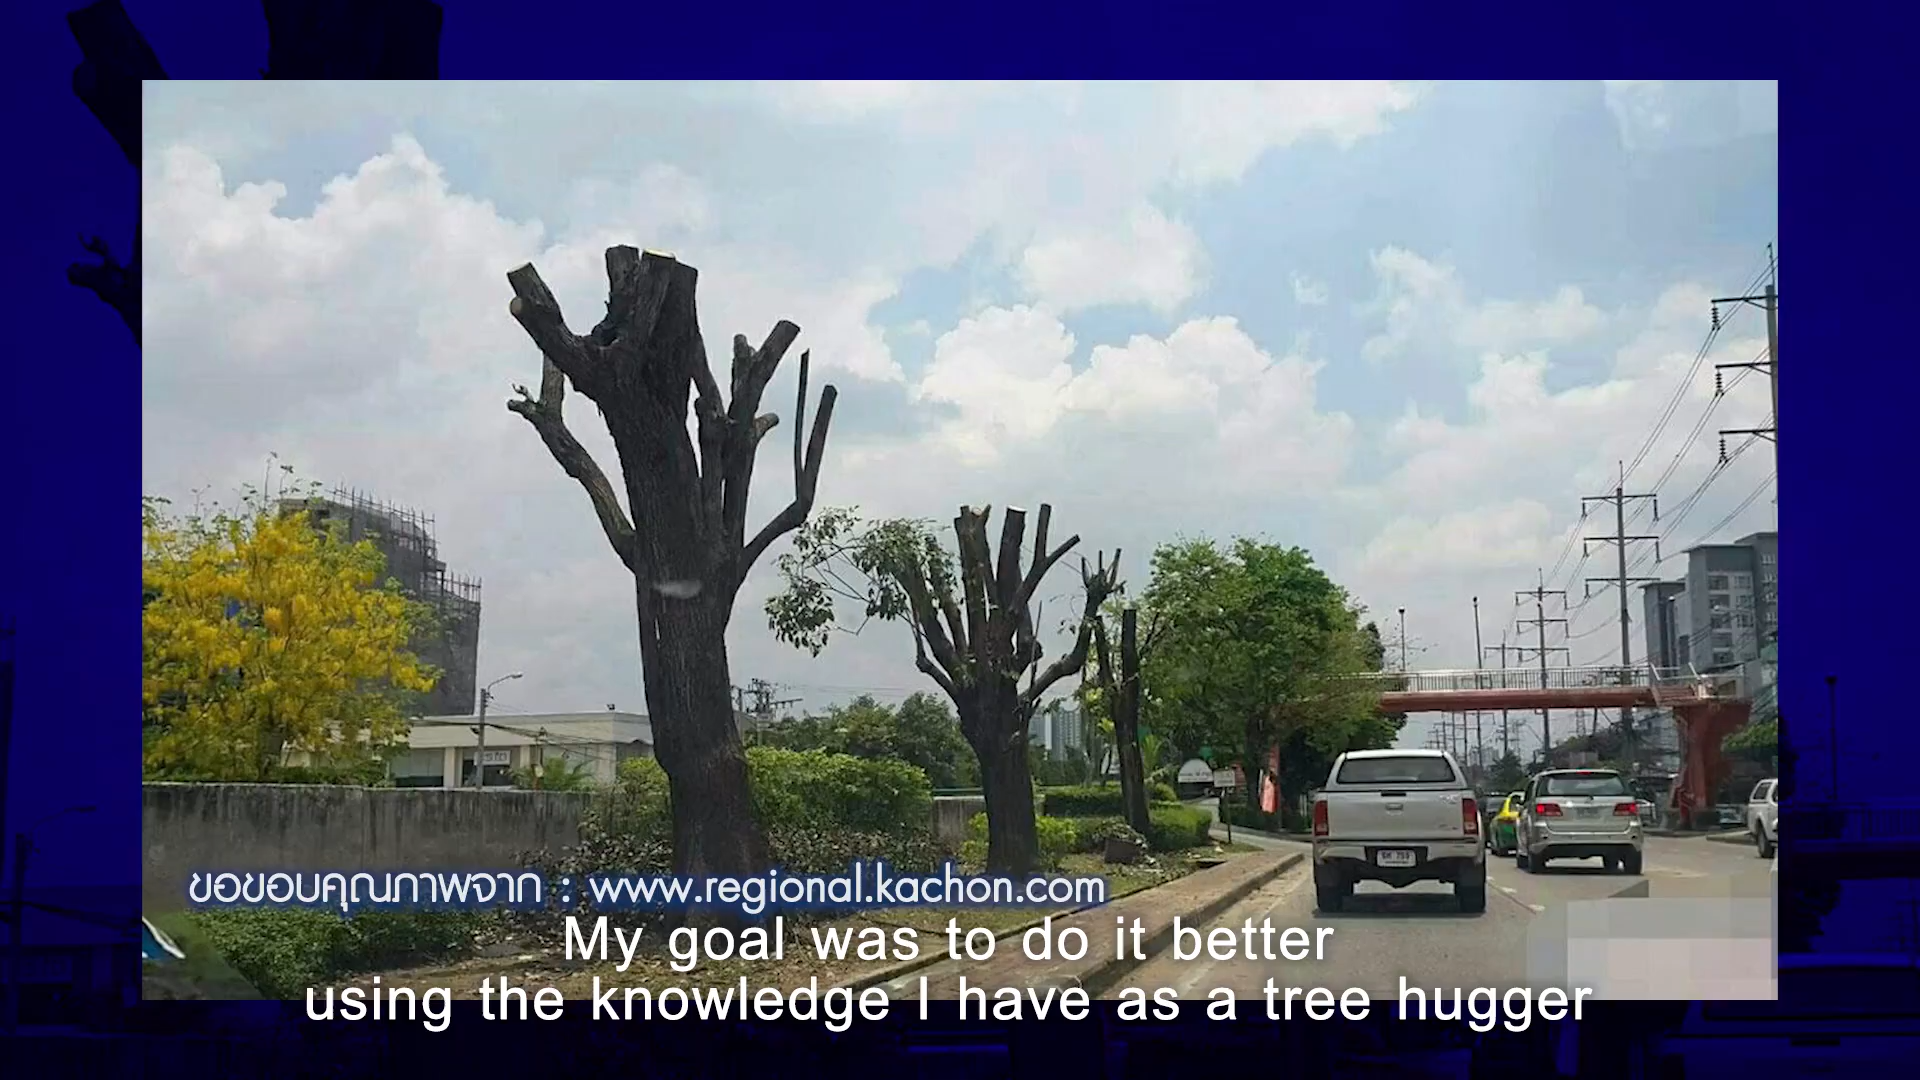 ขอขอบคุณภาพจาก : www.regional.kachon.com
My goal was to do it better
using the knowledge I have as a tree hugger